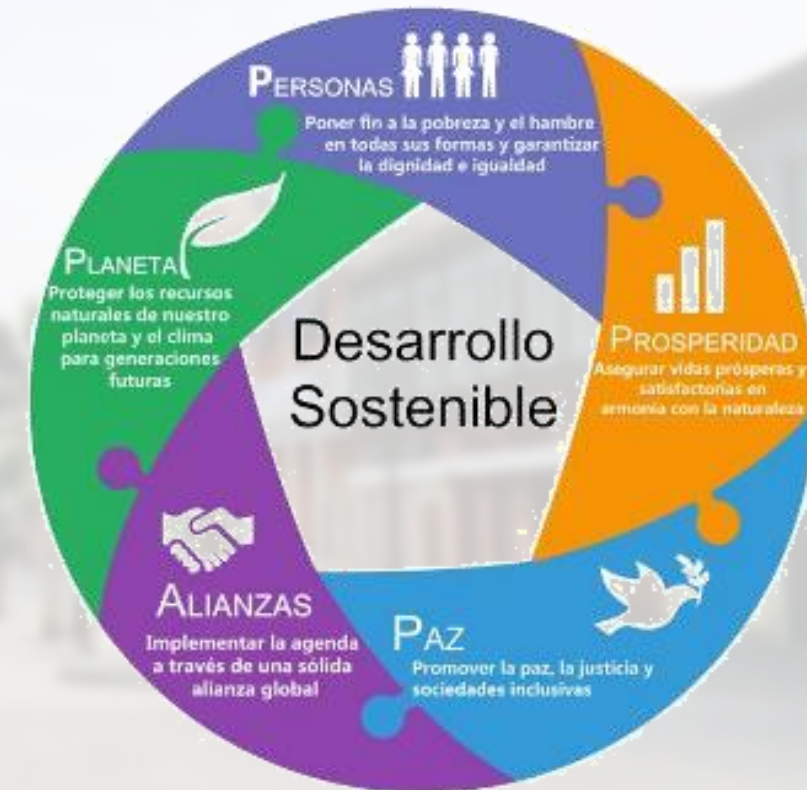 PERSONAS
Poner fin a la pobreza y el hambre
en todas sus formas y garantizar
la dignidad e igualdad
PROSPERIDAD
Asegurar vidas prósperas y
satisfactorias en
armonía con la naturaleza
PAZ
Promover la paz, la justicia y
sociedades inclusivas
ALIANZAS
Implementar la agenda
a través de una sólida
alianza global
PLANETA
Proteger los recursos
naturales de nuestro
planeta y el clima
para generaciones
futuras
Desarrollo
Sostenible